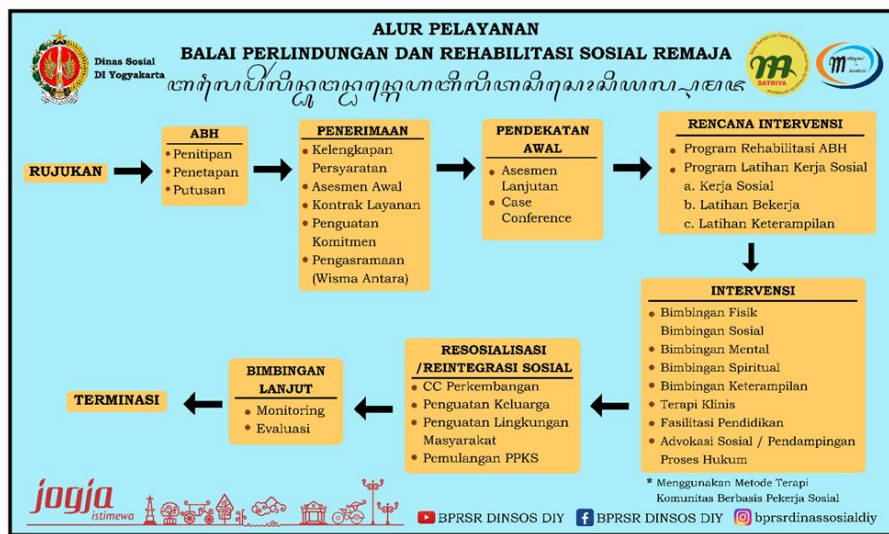 ALUR PELAYANAN
BALAI PERLINDUNGAN DAN REHABILITASI SOSIAL REMAJA
Dinas Sosial
DI Yogyakarta
SATRIYA
RUJUKAN
ABH
Penitipan
Penetapan
Putusan
PENERIMAAN
Kelengkapan
Persyaratan
Asesmen Awal
Kontrak Layanan
Penguatan
Komitmen
Pengasramaan
(Wisma Antara)
PENDEKATAN
AWAL
Asesmen
Lanjutan
Case
Conference
RENCANA INTERVENSI
Program Rehabilitasi ABH
Program Latihan Kerja Sosial
a. Kerja Sosial
b. Latihan Bekerja
c. Latihan Keterampilan
INTERVENSI
Bimbingan Fisik
Bimbingan Sosial
Bimbingan Mental
Bimbingan Spiritual
Bimbingan Keterampilan
Terapi Klinis
Fasilitasi Pendidikan
Advokasi Sosial / Pendampingan
Proses Hukum
* Menggunakan Metode Terapi
Komunitas Berbasis Pekerja Sosial
RESOSIALISASI
/REINTEGRASI SOSIAL
CC Perkembangan
Penguatan Keluarga
Penguatan Lingkungan
Masyarakat
Pemulangan PPKS
BIMBINGAN
LANJUT
Monitoring
Evaluasi
TERMINASI
jogja
istimewa
BPRSR DINSOS DIY
BPRSR DINSOS DIY
bprsrdinassosialdiy